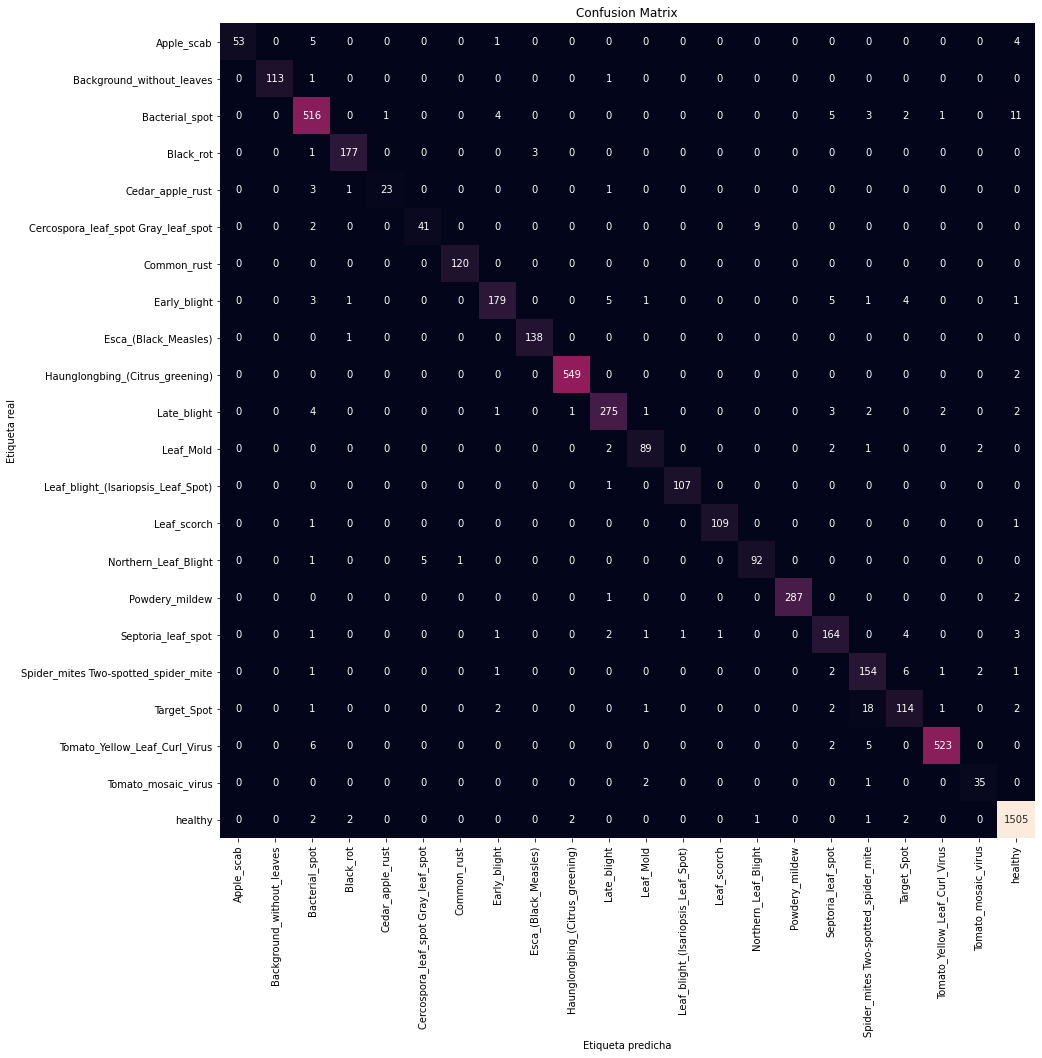 Confusion Matrix
Etiqueta real
Apple_scab 53 0 5 0 0 0 0 1 0 0 0 0 0 0 0 0 0 0 0 0 0 4
Background_without_leaves 0 113 1 0 0 0 0 0 0 0 1 0 0 0 0 0 0 0 0 0 0 0
Bacterial_spot 0 0 516 0 1 0 0 4 0 0 0 0 0 0 0 0 5 3 2 1 0 11
Black_rot 0 0 1 177 0 0 0 0 3 0 0 0 0 0 0 0 0 0 0 0 0 0
Cedar_apple_rust 0 0 3 1 23 0 0 0 0 0 1 0 0 0 0 0 0 0 0 0 0 0
Cercospora_leaf_spot Gray_leaf_spot 0 0 2 0 0 41 0 0 0 0 0 0 0 0 9 0 0 0 0 0 0 0
Common_rust 0 0 0 0 0 0 120 0 0 0 0 0 0 0 0 0 0 0 0 0 0 0
Early_blight 0 0 3 1 0 0 0 179 0 0 5 1 0 0 0 0 5 1 4 0 0 1
Esca_(Black_Measles) 0 0 0 1 0 0 0 0 138 0 0 0 0 0 0 0 0 0 0 0 0 0
Haunglongbing_(Citrus_greening) 0 0 0 0 0 0 0 0 0 549 0 0 0 0 0 0 0 0 0 0 0 2
Late_blight 0 0 4 0 0 0 0 1 0 1 275 1 0 0 0 0 3 2 0 2 0 2
Leaf_Mold 0 0 0 0 0 0 0 0 0 0 2 89 0 0 0 0 2 1 0 0 2 0
Leaf_blight_(Isariopsis_Leaf_Spot) 0 0 0 0 0 0 0 0 0 0 1 0 107 0 0 0 0 0 0 0 0 0
Leaf_scorch 0 0 1 0 0 0 0 0 0 0 0 0 0 109 0 0 0 0 0 0 0 1
Northern_Leaf_Blight 0 0 1 0 0 5 1 0 0 0 0 0 0 0 92 0 0 0 0 0 0 0
Powdery_mildew 0 0 0 0 0 0 0 0 0 0 1 0 0 0 0 287 0 0 0 0 0 2
Septoria_leaf_spot 0 0 1 0 0 0 0 1 0 0 2 1 1 1 0 0 164 0 4 0 0 3
Spider_mites Two-spotted_spider_mite 0 0 1 0 0 0 0 1 0 0 0 0 0 0 0 0 2 154 6 1 2 1
Target_Spot 0 0 1 0 0 0 0 2 0 0 0 1 0 0 0 0 2 18 114 1 0 2
Tomato_Yellow_Leaf_Curl_Virus 0 0 6 0 0 0 0 0 0 0 0 0 0 0 0 0 2 5 0 523 0 0
Tomato_mosaic_virus 0 0 0 0 0 0 0 0 0 0 0 2 0 0 0 0 0 1 0 0 35 0
healthy 0 0 2 2 0 0 0 0 0 2 0 0 0 0 1 0 0 1 2 0 0 1505
Apple_scab
Background_without_leaves
Bacterial_spot
Black_rot
Cedar_apple_rust
Cercospora_leaf_spot Gray_leaf_spot
Common_rust
Early_blight
Esca_(Black_Measles)
Haunglongbing_(Citrus_greening)
Late_blight
Leaf_Mold
Leaf_blight_(Isariopsis_Leaf_Spot)
Leaf_scorch
Northern_Leaf_Blight
Powdery_mildew
Septoria_leaf_spot
Spider_mites Two-spotted_spider_mite
Target_Spot
Tomato_Yellow_Leaf_Curl_Virus
Tomato_mosaic_virus
healthy
Etiqueta predicha